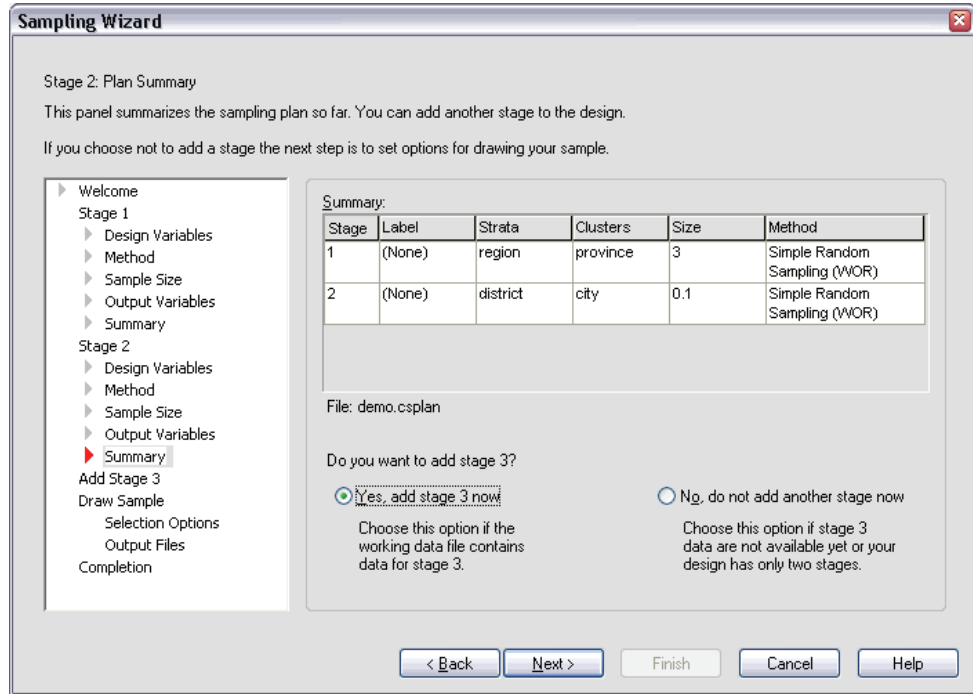 Sampling Wizard
Stage 2: Plan Summary
This panel summarizes the sampling plan so far. You can add another stage to the design.
If you choose not to add a stage the next step is to set options for drawing your sample.
Welcome
Stage 1
Design Variables
Method
Sample Size
Output Variables
Summary
Stage 2
Design Variables
Method
Sample Size
Output Variables
Summary
Add Stage 3
Draw Sample
Selection Options
Output Files
Completion
Summary:
Stage Label Strata Clusters Size Method
1 (None) region province 3 Simple Random
Sampling (WOR)
2 (None) district city 0.1 Simple Random
Sampling (WOR)
File: demo.csplan
Do you want to add stage 3?
Yes, add stage 3 now
Choose this option if the
working data file contains
data for stage 3.
No, do not add another stage now
Choose this option if stage 3
data are not available yet or your
design has only two stages.
< Back Next > Finish Cancel Help